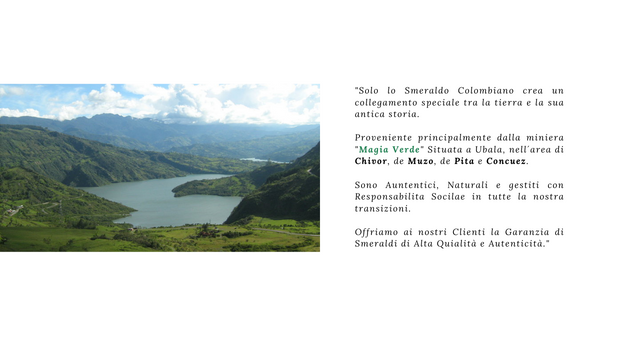 "Solo lo Smeraldo Colombiano crea un
collegamento speciale tra la tierra e la sua
antica storia.
Proveniente principalmente dalla miniera
"Magia Verde" Situata a Ubala, nell'area di
Chivor, de Muzo, de Pita e Concuez.
Sono Auntentici, Naturali e gestiti con
Responsabilita Socilae in tutte la nostra
transizioni.
Offriamo ai nostri Clienti la Garanzia di
Smeraldi di Alta Quialità e Autenticità."